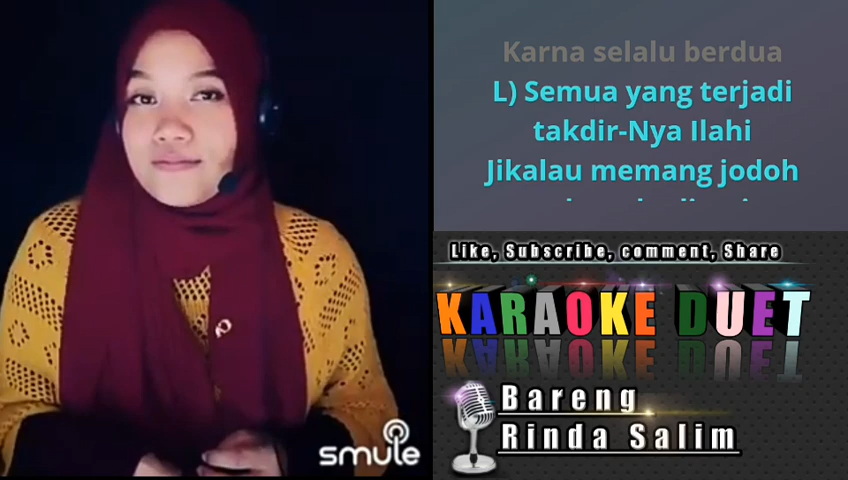 Karna selalu berdua
L) Semua yang terjadi
takdir-Nya Ilahi
Jikalau memang jodoh
Like, Subscribe, comment, Share
KARAOKE DUET
Bareng
Rinda Salim
smule